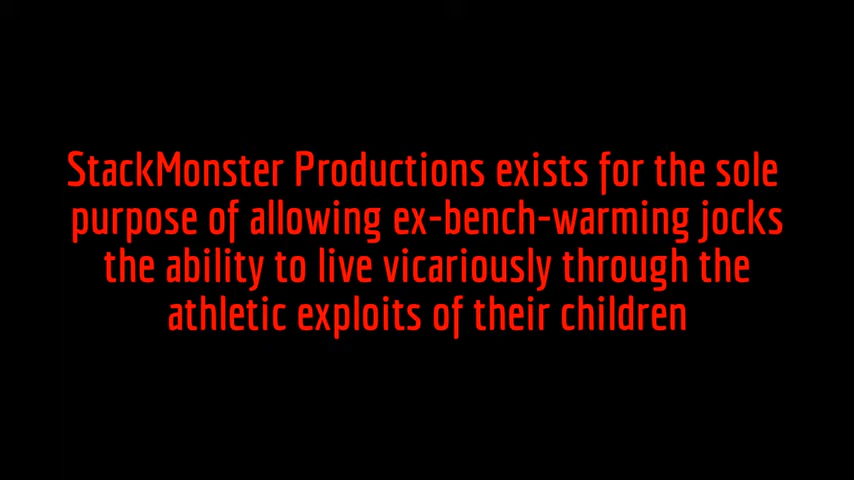 StackMonster Productions exists for the sole
purpose of allowing ex-bench-warming jocks
the ability to live vicariously through the
athletic exploits of their children